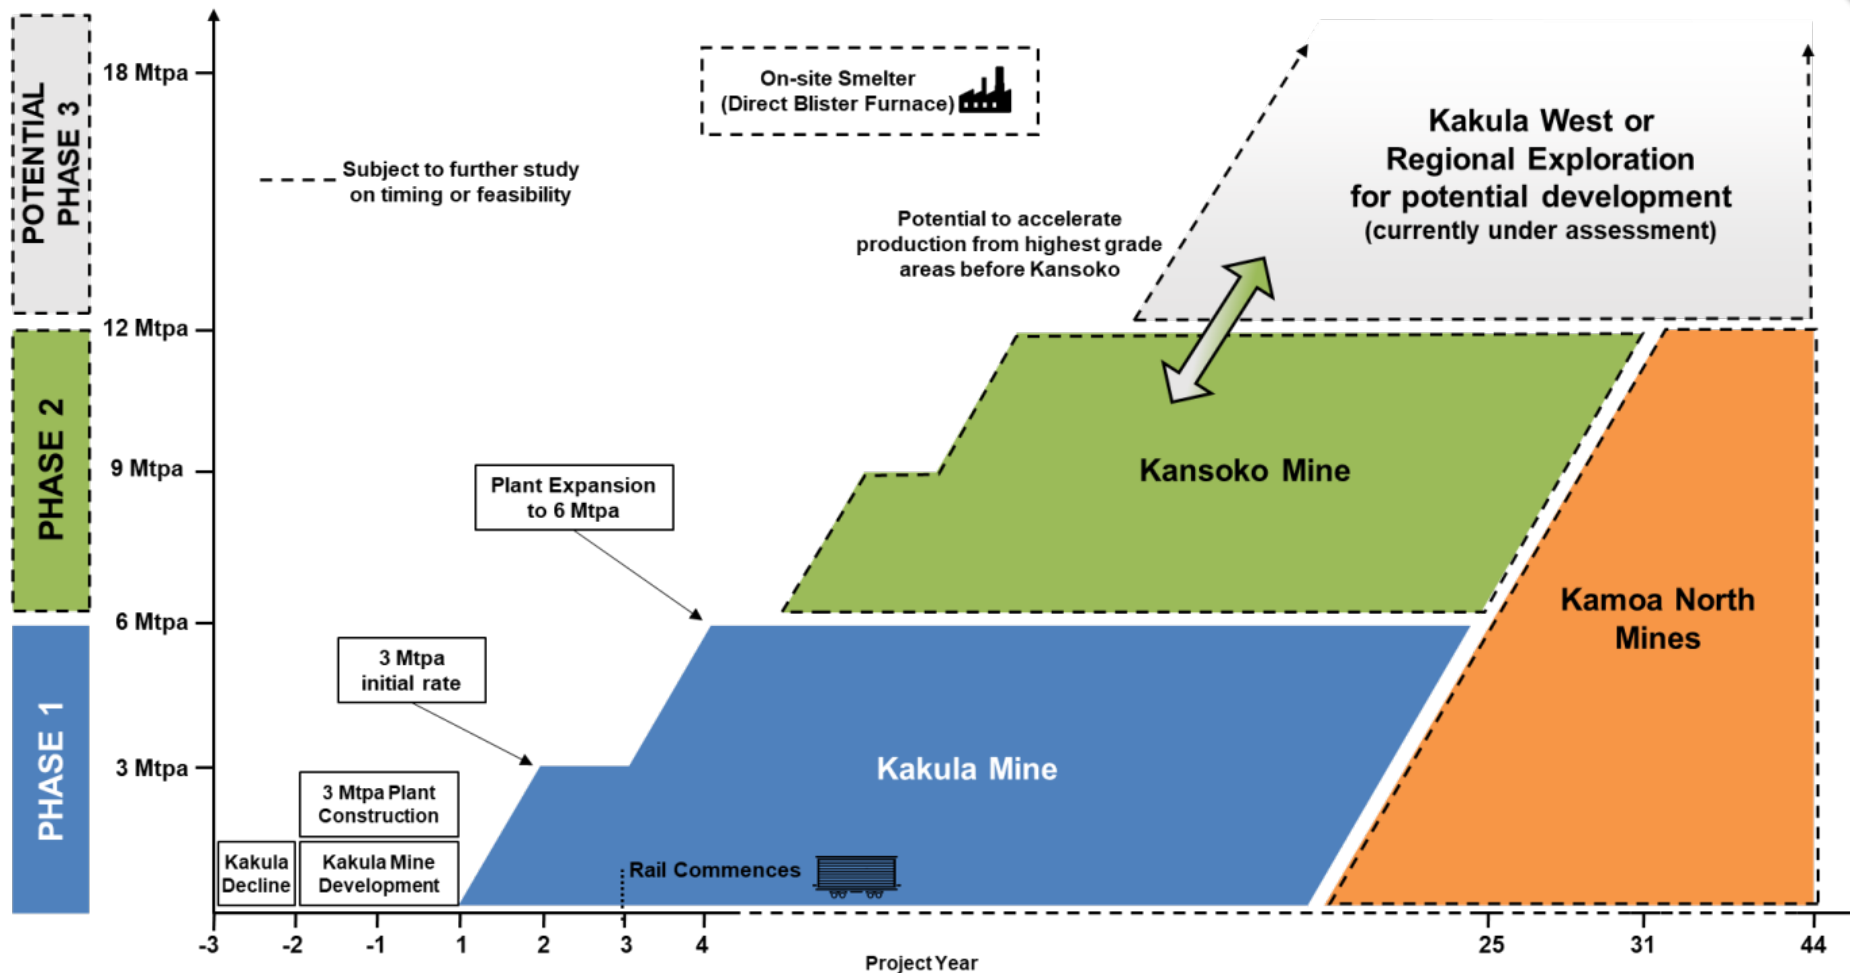 POTENTIAL
PHASE 3
PHASE 2
PHASE 1
18 Mtpa
12 Mtpa
9 Mtpa
6 Mtpa
3 Mtpa
On-site Smelter
(Direct Blister Furnace)
Subject to further study
on timing or feasibility
Kakula West or
Regional Exploration
for potential development
(currently under assessment)
Potential to accelerate
production from highest grade
areas before Kansoko
Kansoko Mine
Plant Expansion
to 6 Mtpa
Kamoa North
Mines
3 Mtpa
initial rate
Kakula Mine
3 Mtpa Plant
Construction
Kakula
Decline
Kakula Mine
Development
Rail Commences
-3
-2
-1
1
2
3
4
25
31
44
Project Year